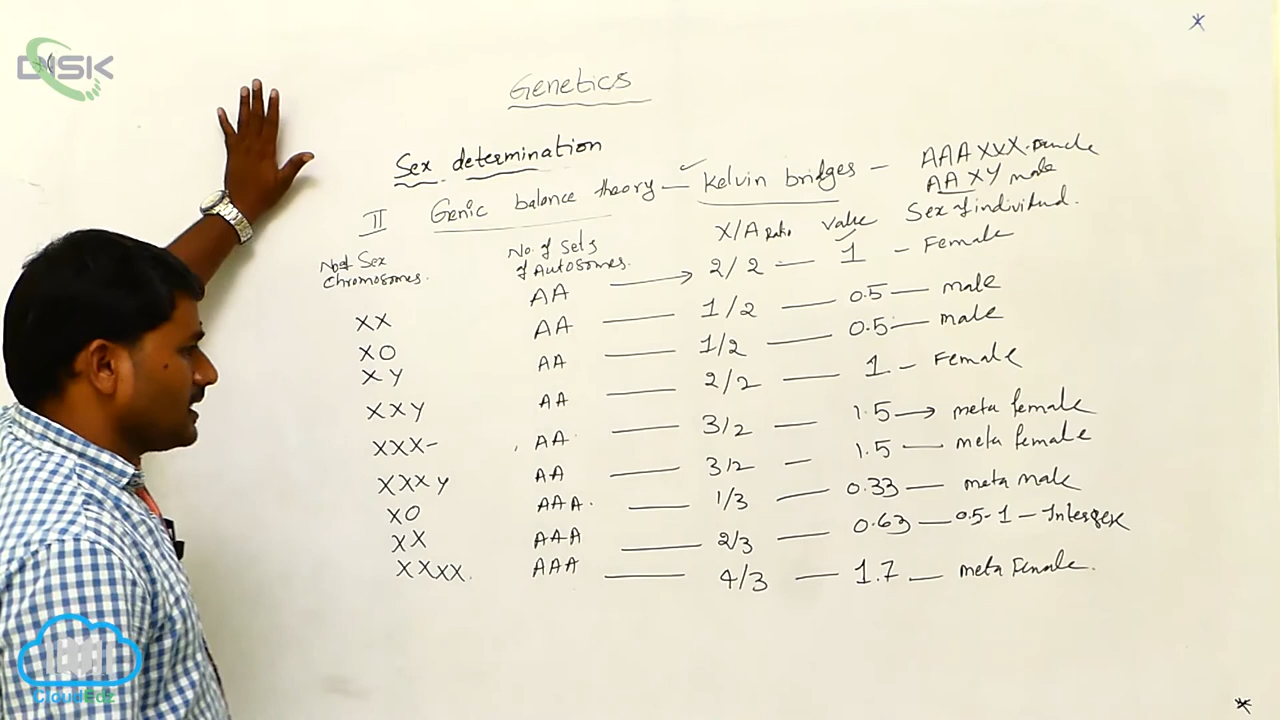 DISK
Genetics
Sex determination
II Genic balance theory – Kelvin bridges – AAA XXX Female
AA XY male
No of Sex Chromosomes. No. of Sets of Autosomes. X/A Ratio Value Sex of individual.
XX AA → 2/2 — 1 – Female
XO AA — 1/2 — 0.5 — male
XY AA — 1/2 — 0.5 — male
XXY AA — 2/2 — 1 – Female
XXX– AA — 3/2 — 1.5 → meta female
XXXY AA — 3/2 – 1.5 — meta female
XO AAA. — 1/3 — 0.33 — meta male
XX AAA — 2/3 — 0.63 — 0.5-1 – Intersex
XXXX. AAA — 4/3 — 1.7 — meta Female.
CloudEdz